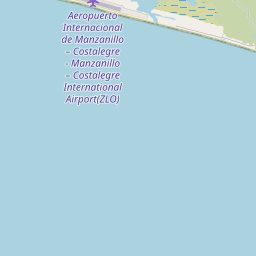 Aeropuerto
Internacional
de Manzanillo
– Costalegre
- Manzanillo
– Costalegre
International
Airport(ZLO)